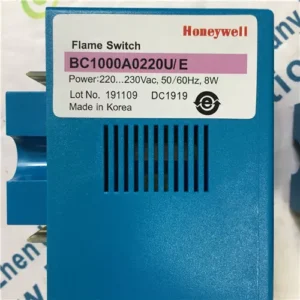 Honeywell
Flame Switch
BC1000A0220U/E
Power:220...230Vac, 50/60Hz, 8W
Lot No. 191109 DC1919
Made in Korea